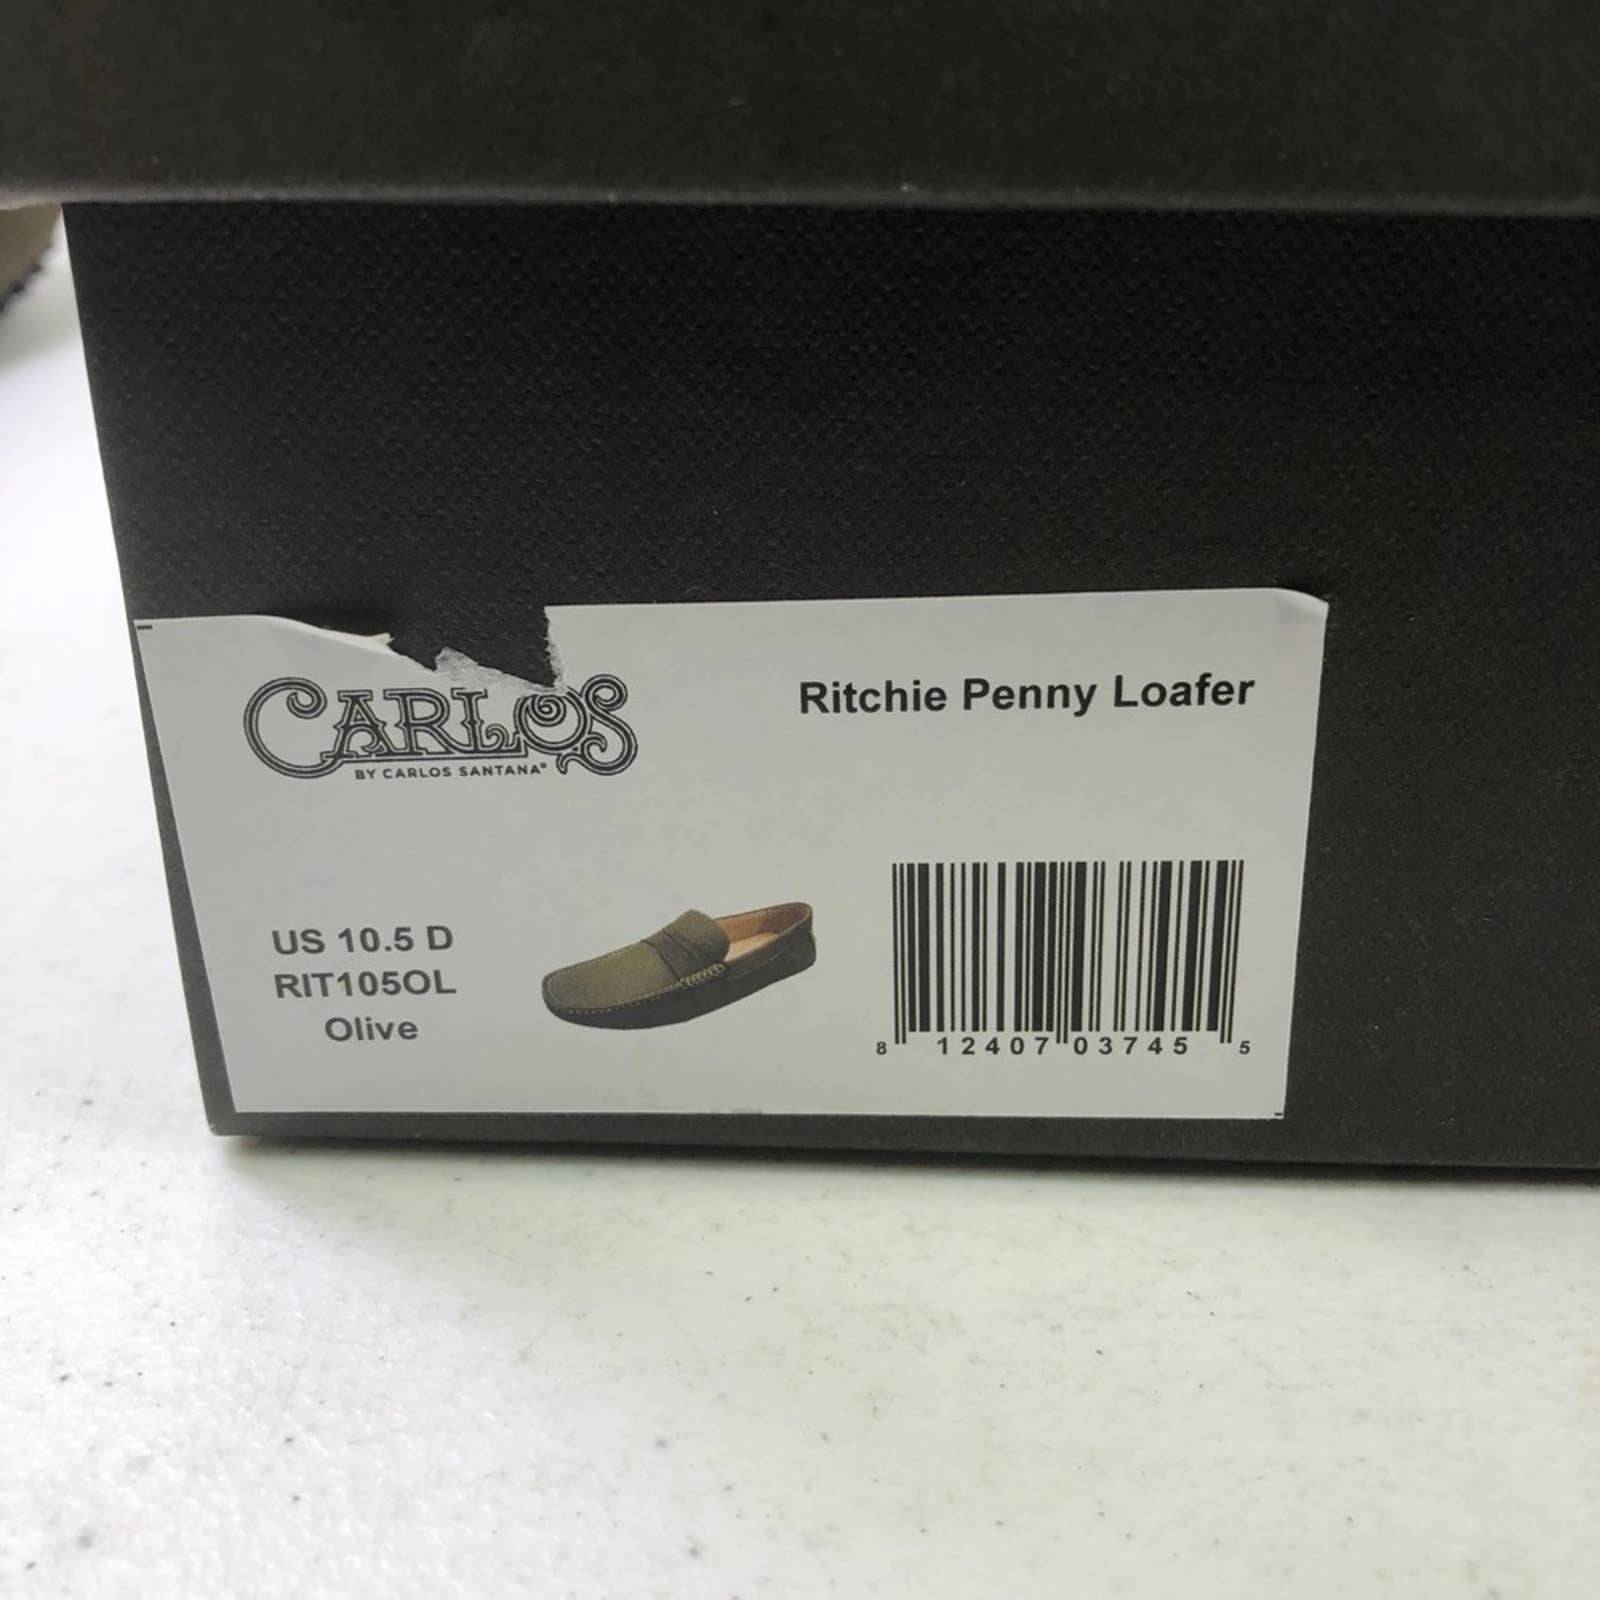 CARLOS
BY CARLOS SANTANA®
Ritchie Penny Loafer
US 10.5 D
RIT105OL
Olive
8 12407 03745 5